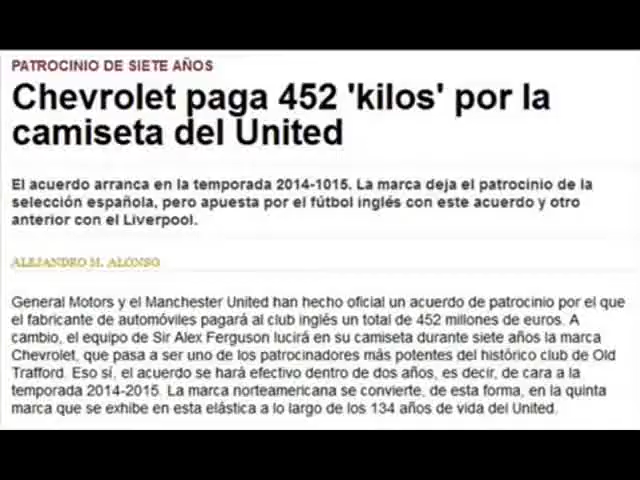 PATROCINIO DE SIETE AÑOS
Chevrolet paga 452 'kilos' por la
camiseta del United
El acuerdo arranca en la temporada 2014-1015. La marca deja el patrocinio de la
selección española, pero apuesta por el fútbol inglés con este acuerdo y otro
anterior con el Liverpool.
ALEJANDRO M. ALONSO
General Motors y el Manchester United han hecho oficial un acuerdo de patrocinio por el que
el fabricante de automóviles pagará al club inglés un total de 452 millones de euros. A
cambio, el equipo de Sir Alex Ferguson lucirá en su camiseta durante siete años la marca
Chevrolet, que pasa a ser uno de los patrocinadores más potentes del histórico club de Old
Trafford. Eso sí, el acuerdo se hará efectivo dentro de dos años, es decir, de cara a la
temporada 2014-2015. La marca norteamericana se convierte, de esta forma, en la quinta
marca que se exhibe en esta elástica a lo largo de los 134 años de vida del United.